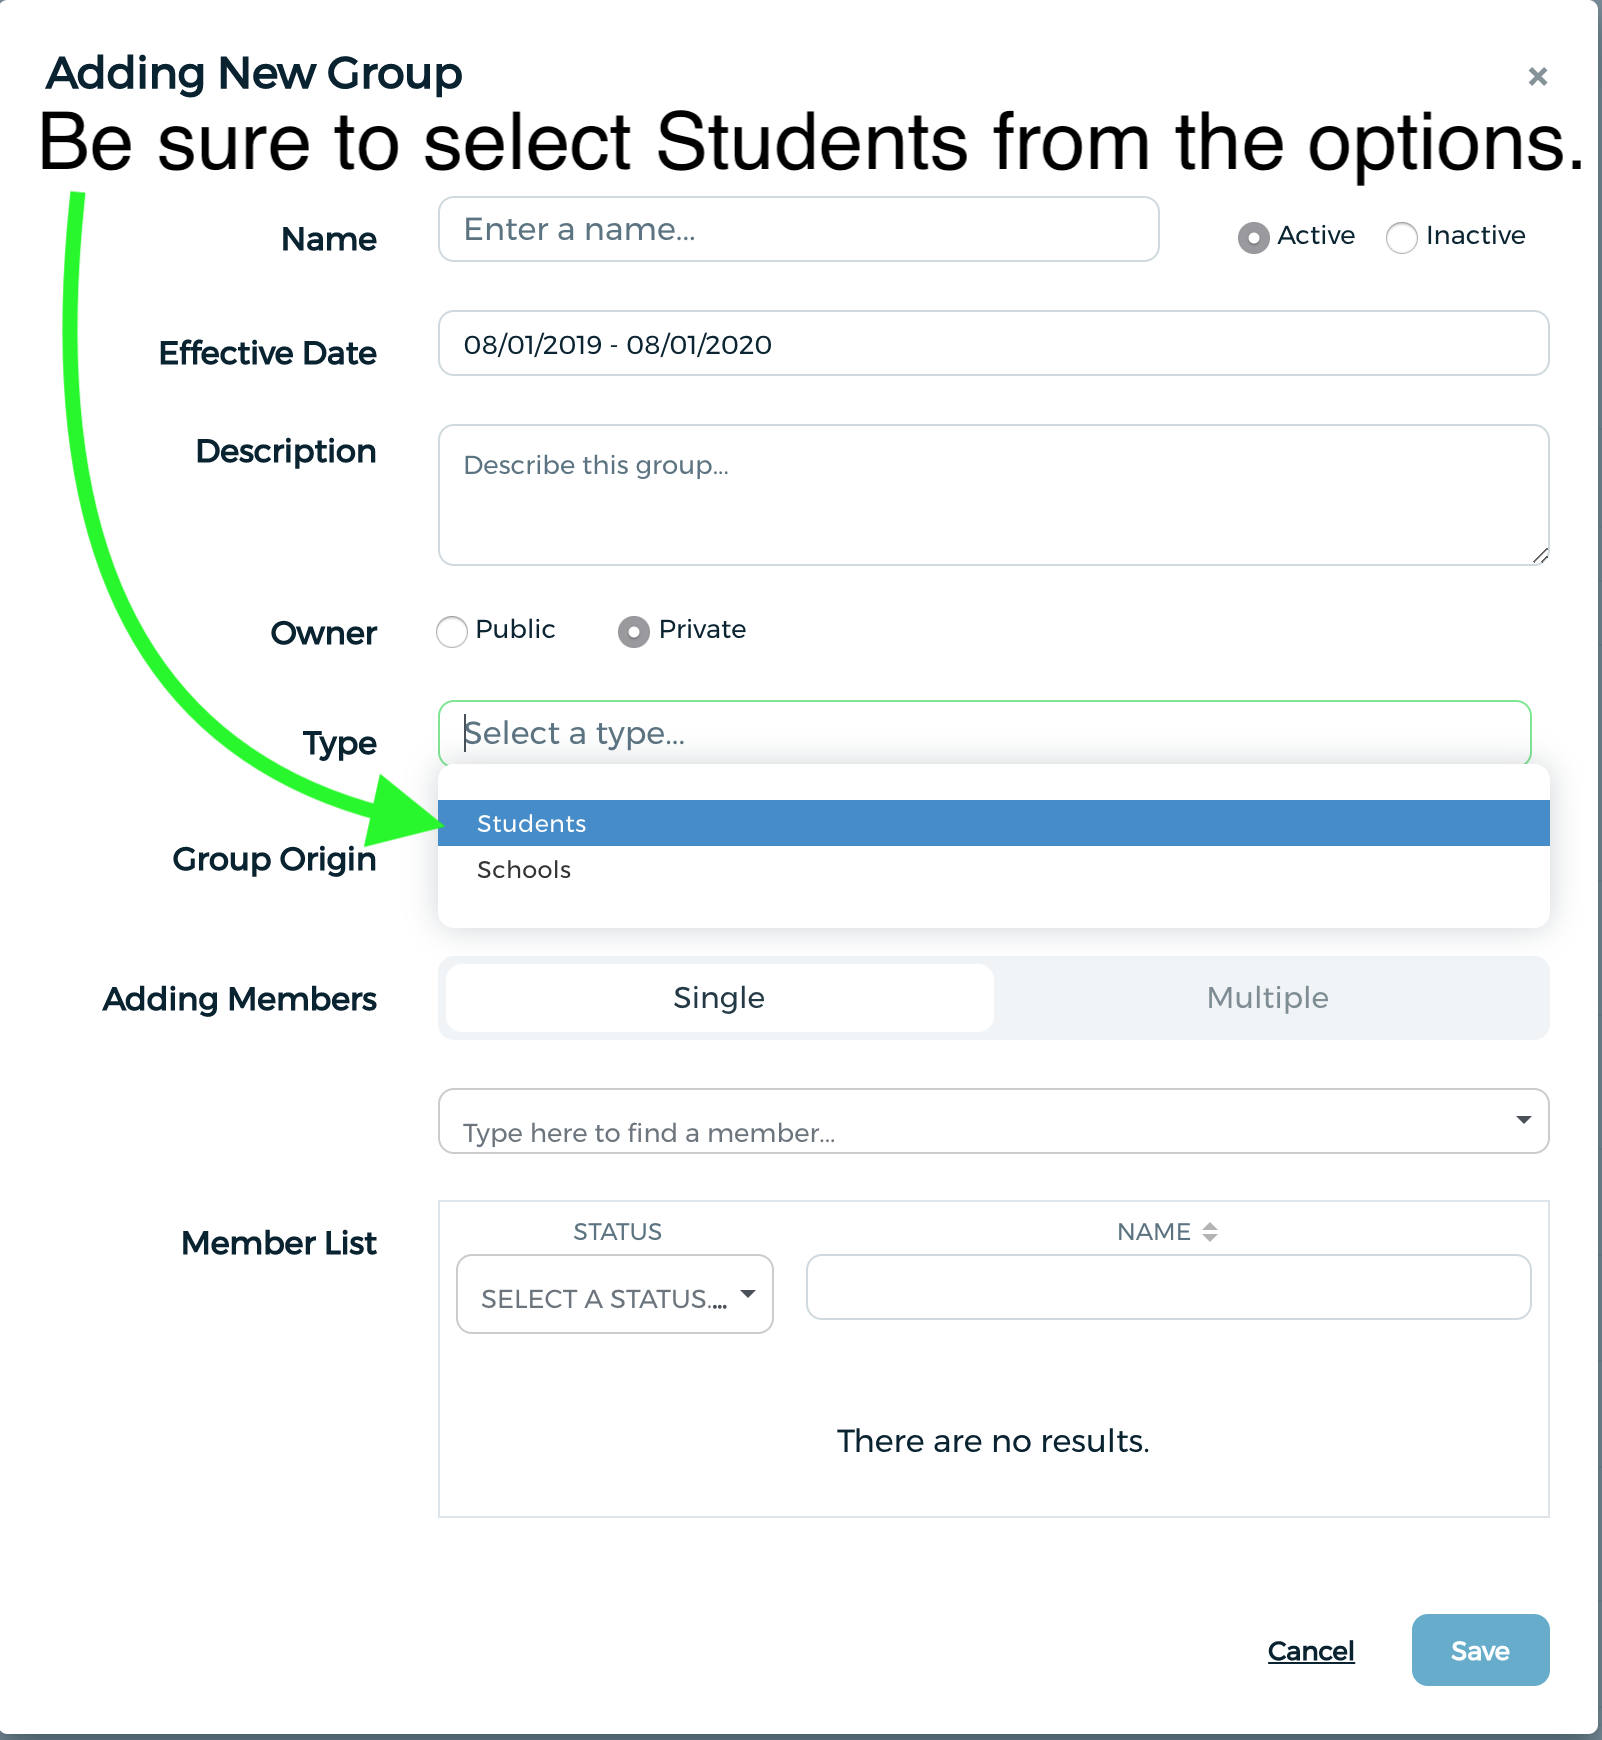 Adding New Group
×
Be sure to select Students from the options.
Name
Enter a name...
Active
Inactive
Effective Date
08/01/2019 - 08/01/2020
Description
Describe this group...
Owner
Public
Private
Type
Select a type...
Students
Group Origin
Schools
Adding Members
Single
Multiple
Type here to find a member...
Member List
STATUS
NAME
SELECT A STATUS....
There are no results.
Cancel
Save